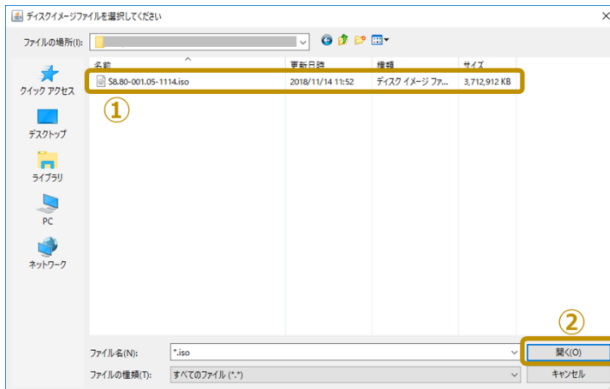 ディスクイメージファイルを選択してください
ファイルの場所(I):
名前 更新日時 種類 サイズ
S8.80-001.05-1114.iso 2018/11/14 11:52 ディスク イメージ ファ... 3,712,912 KB
①
クイック アクセス
デスクトップ
ライブラリ
PC
ネットワーク
②
ファイル名(N): *.iso 開く(O)
ファイルの種類(T): すべてのファイル (*.*) キャンセル